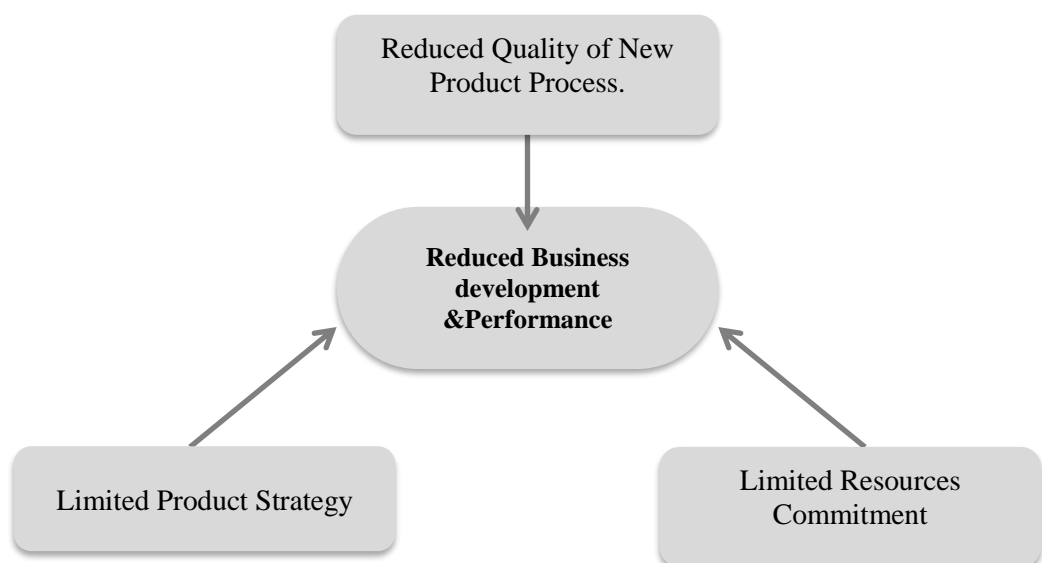 Reduced Quality of New
Product Process.
Reduced Business
development
&Performance
Limited Product Strategy
Limited Resources
Commitment